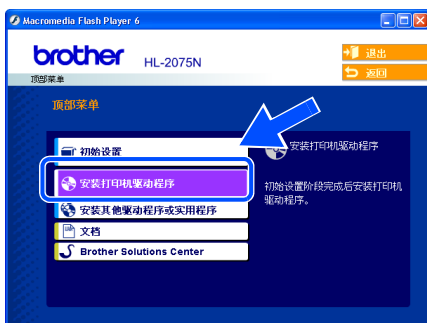 Macromedia Flash Player 6
brother HL-2075N
退出
返回
顶部菜单
顶部菜单
初始设置
安装打印机驱动程序
安装其他驱动程序或实用程序
文档
Brother Solutions Center
安装打印机驱动程序
初始设置阶段完成后安装打印机
驱动程序。